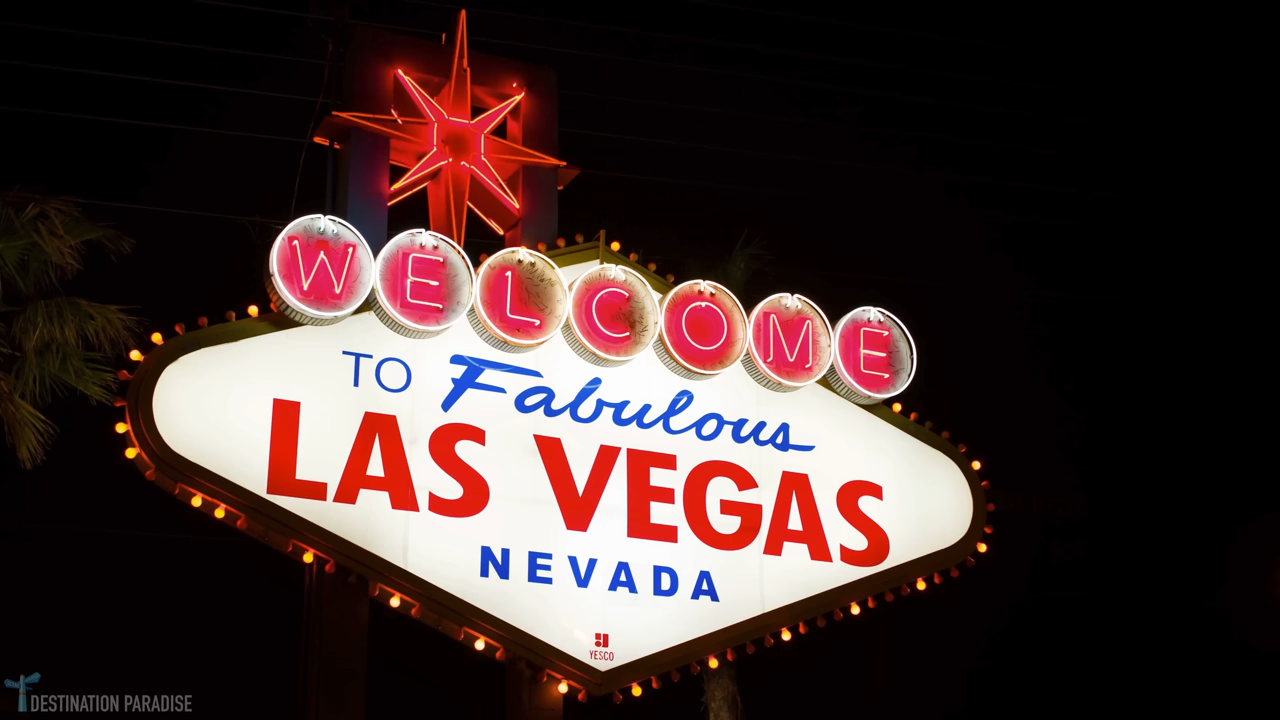 WELCOME
TO Fabulous
LAS VEGAS
NEVADA
YESCO
DESTINATION PARADISE